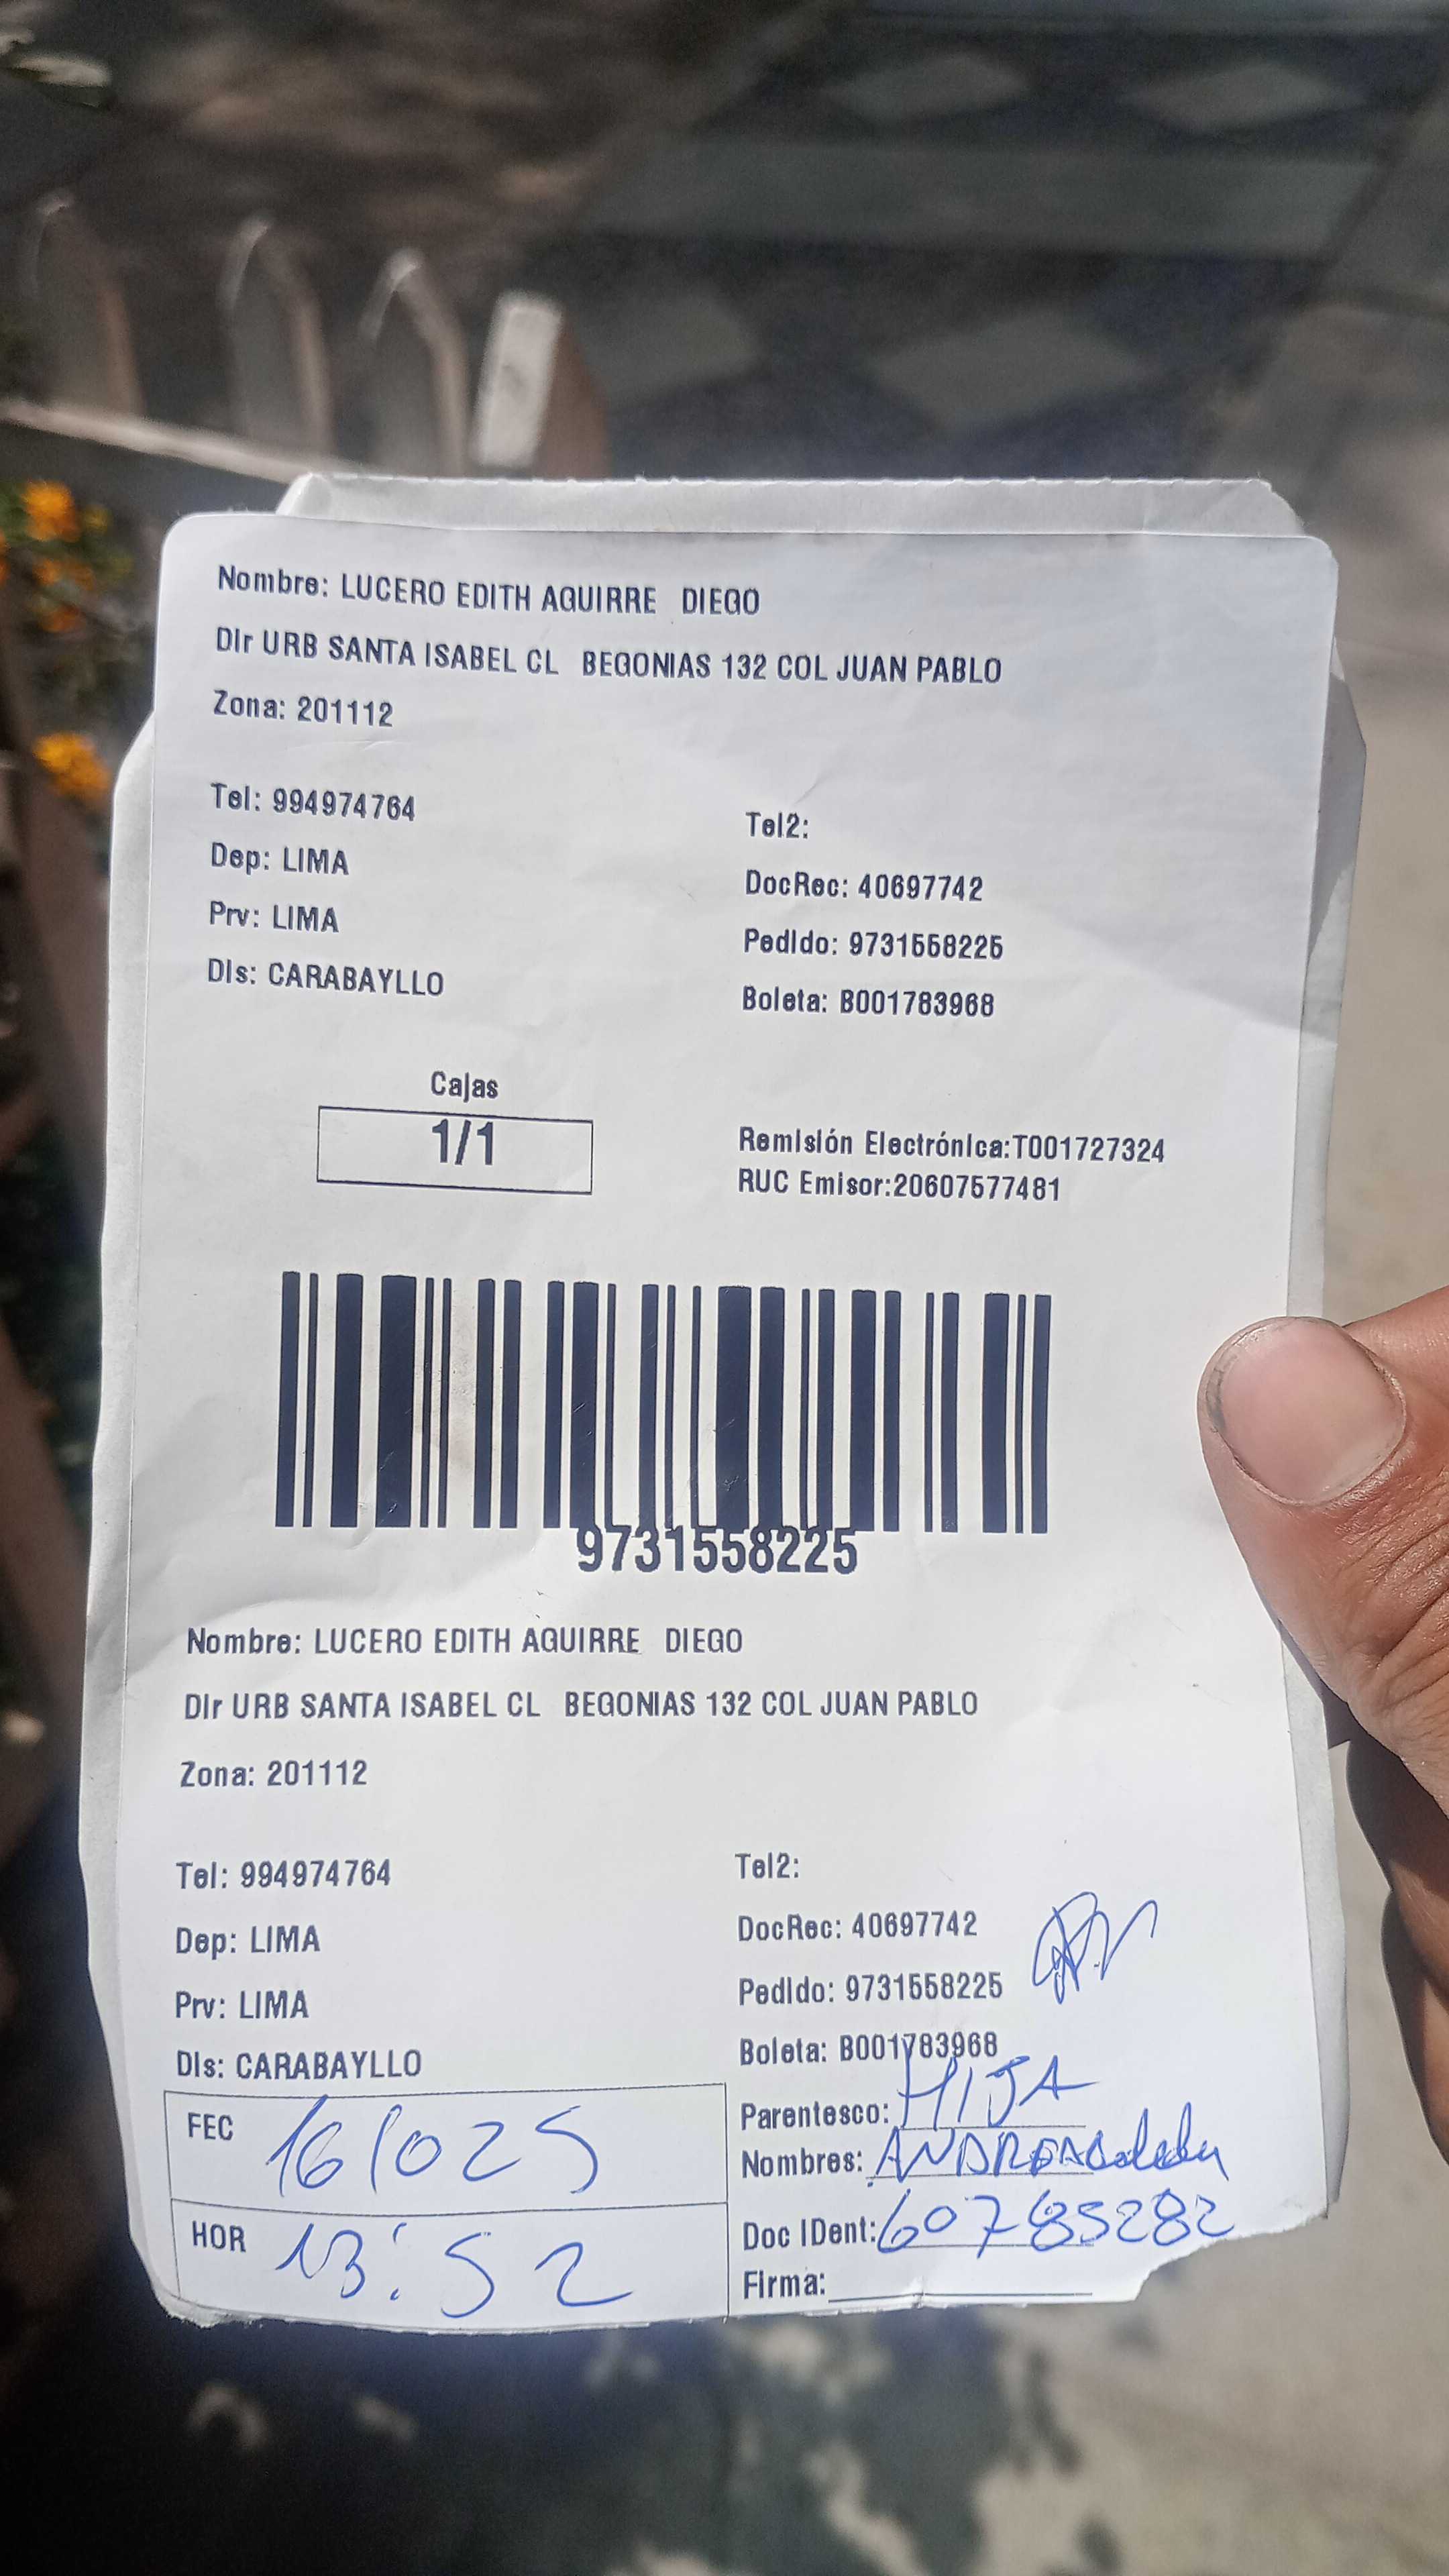 Nombre: LUCERO EDITH AGUIRRE DIEGO
Dir URB SANTA ISABEL CL BEGONIAS 132 COL JUAN PABLO
Zona: 201112
Tel: 994974764
Tel2:
Dep: LIMA
DocRec: 40697742
Prv: LIMA
Pedido: 9731558225
Dis: CARABAYLLO
Boleta: B001783968
Cajas
1/1
Remisión Electrónica:T001727324
RUC Emisor:20607577481
9731558225
Nombre: LUCERO EDITH AGUIRRE DIEGO
Dir URB SANTA ISABEL CL BEGONIAS 132 COL JUAN PABLO
Zona: 201112
Tel: 994974764
Tel2:
Dep: LIMA
DocRec: 40697742
Prv: LIMA
Pedido: 9731558225
Dis: CARABAYLLO
Boleta: B001783968
FEC 161025
Parentesco: HIJA
Nombres: ANDREA
HOR 13:52
Doc IDent: 60785282
Firma: